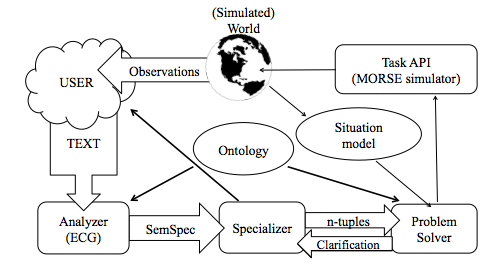 (Simulated)
World
USER
Observations
Task API
(MORSE simulator)
TEXT
Ontology
Situation
model
Analyzer
(ECG)
SemSpec
Specializer
n-tuples
Clarification
Problem
Solver